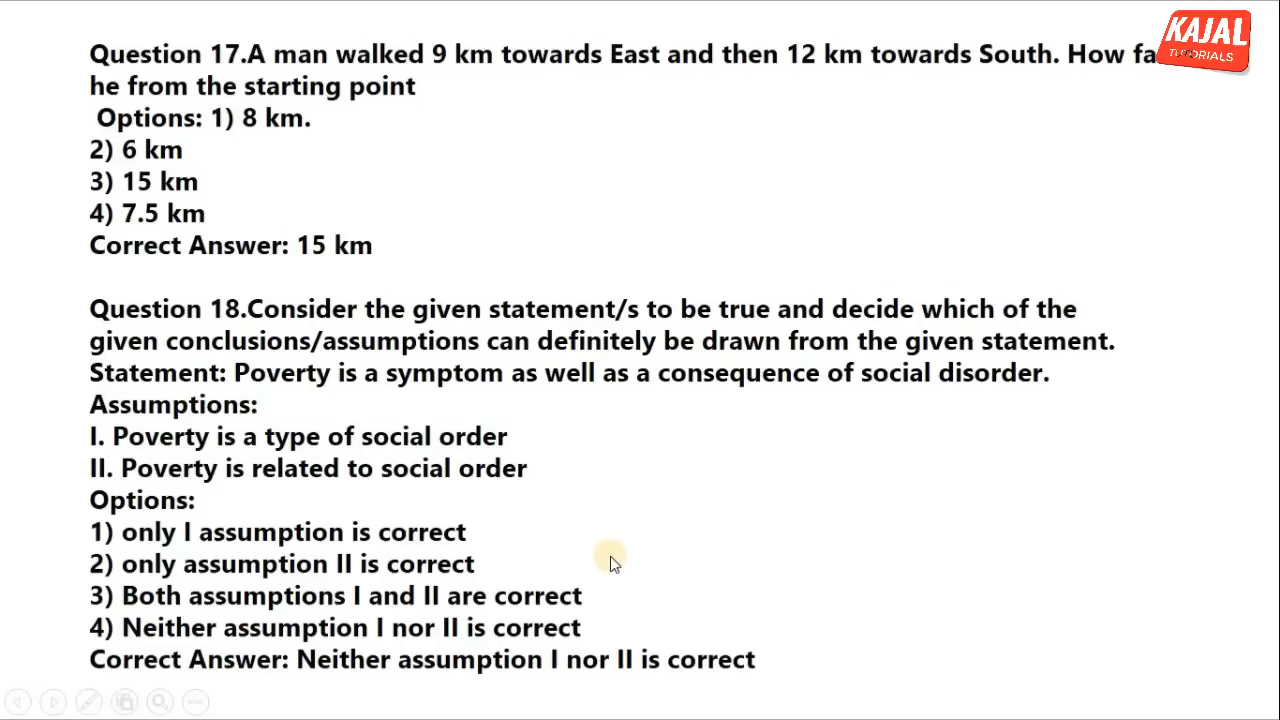 KAJAL
TUTORIALS
Question 17.A man walked 9 km towards East and then 12 km towards South. How fa
he from the starting point
Options: 1) 8 km.
2) 6 km
3) 15 km
4) 7.5 km
Correct Answer: 15 km
Question 18.Consider the given statement/s to be true and decide which of the
given conclusions/assumptions can definitely be drawn from the given statement.
Statement: Poverty is a symptom as well as a consequence of social disorder.
Assumptions:
I. Poverty is a type of social order
II. Poverty is related to social order
Options:
1) only I assumption is correct
2) only assumption II is correct
3) Both assumptions I and II are correct
4) Neither assumption I nor II is correct
Correct Answer: Neither assumption I nor II is correct